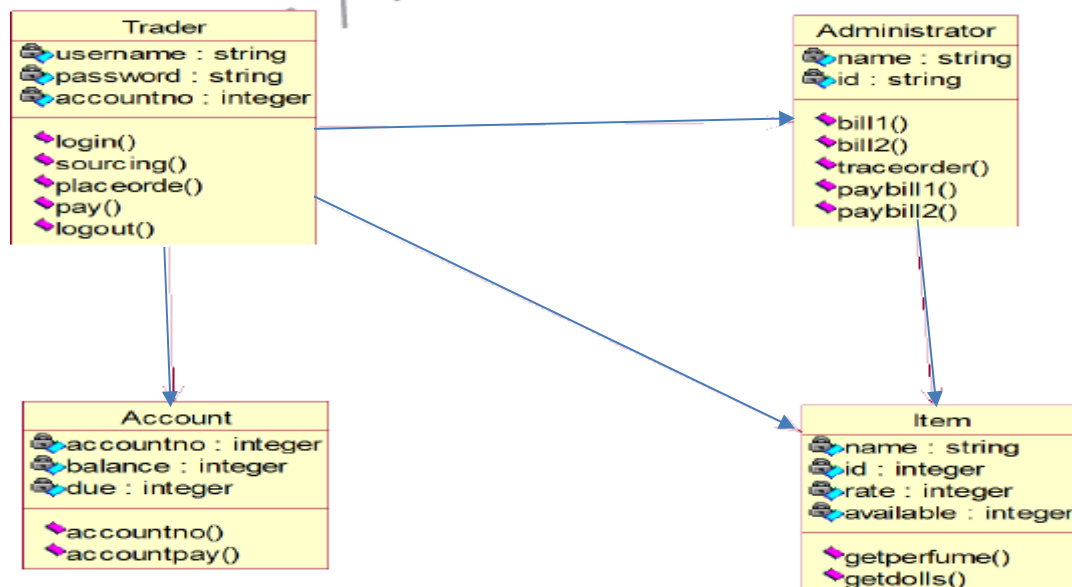 Trader
username : string
password : string
accountno : integer
login()
sourcing()
placeorde()
pay()
logout()
Administrator
name : string
id : string
bill1()
bill2()
traceorder()
paybill1()
paybill2()
Account
accountno : integer
balance : integer
due : integer
accountno()
accountpay()
Item
name : string
id : integer
rate : integer
available : integer
getperfume()
getdolls()